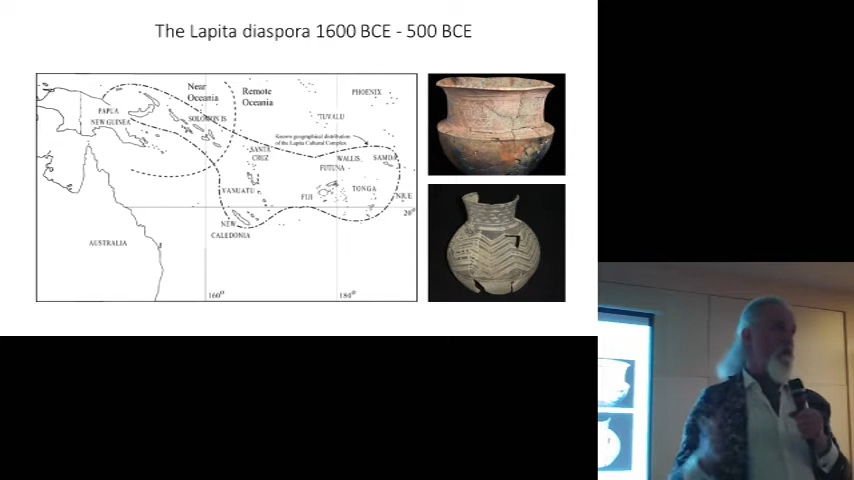 The Lapita diaspora 1600 BCE - 500 BCE
Near
Oceania
Remote
Oceania
PHOENIX
PAPUA
NEW GUINEA
SOLOMON IS
TUVALU
Known geographical distribution
of the Lapita Cultural Complex
SANTA
CRUZ
WALLIS
FUTUNA
SAMOA
VANUATU
FIJI
TONGA
NIUE
20°
NEW
CALEDONIA
AUSTRALIA
160°
180°